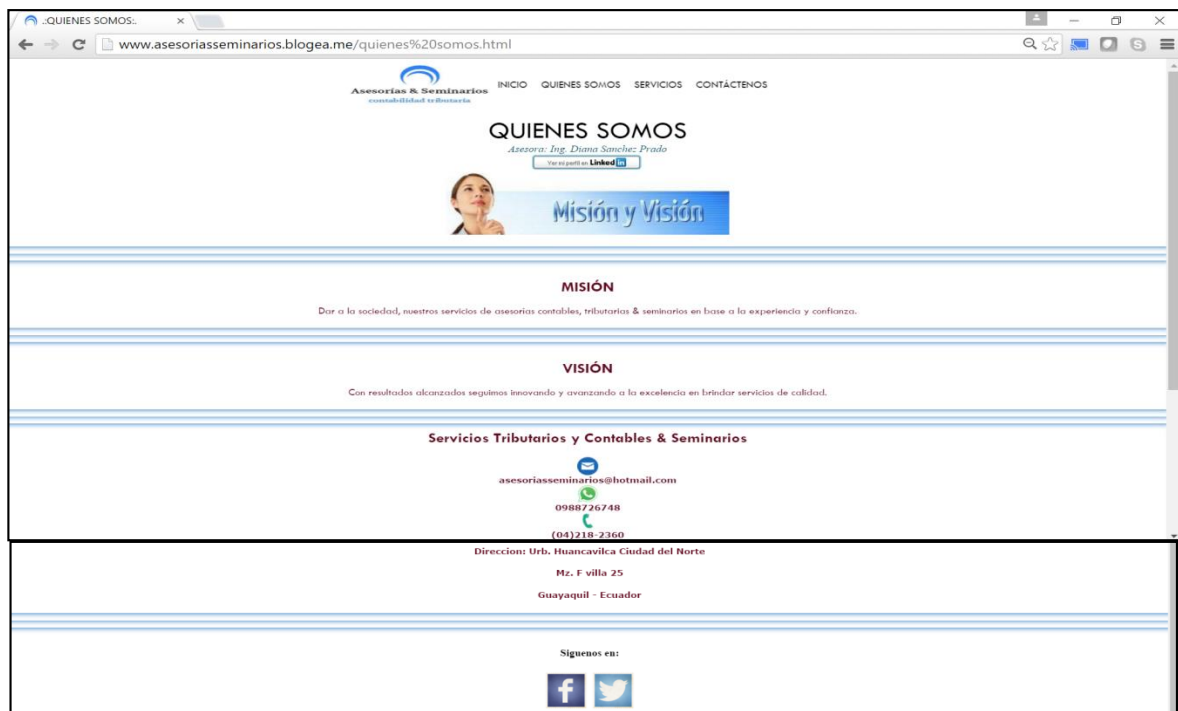 .:QUIENES SOMOS:.
www.asesoriasseminarios.blogea.me/quienes%20somos.html
Asesorías & Seminarios
contabilidad tributaria
INICIO QUIENES SOMOS SERVICIOS CONTÁCTENOS
QUIENES SOMOS
Asesora: Ing. Diana Sanchez Prado
Ver mi perfil en Linked in
Misión y Visión
MISIÓN
Dar a la sociedad, nuestros servicios de asesorias contables, tributarias & seminarios en base a la experiencia y confianza.
VISIÓN
Con resultados alcanzados seguimos innovando y avanzando a la excelencia en brindar servicios de calidad.
Servicios Tributarios y Contables & Seminarios
asesoriasseminarios@hotmail.com
0988726748
(04)218-2360
Direccion: Urb. Huancavilca Ciudad del Norte
Mz. F villa 25
Guayaquil - Ecuador
Siguenos en: